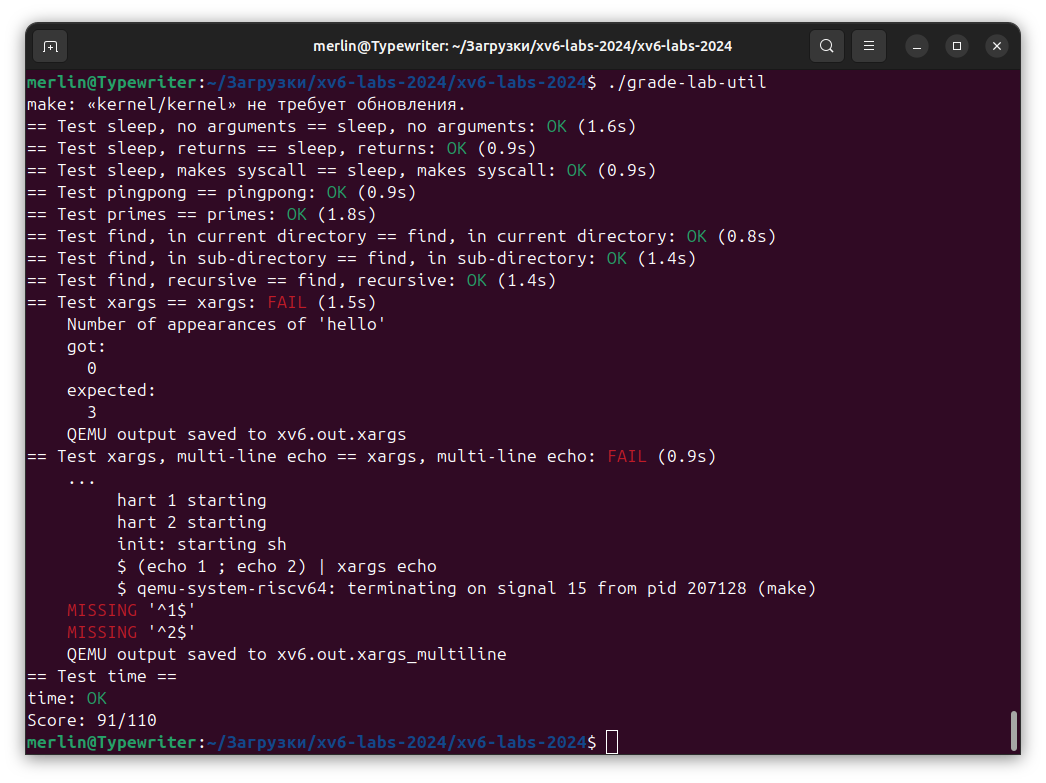 merlin@Typewriter: ~/Загрузки/xv6-labs-2024/xv6-labs-2024
merlin@Typewriter:~/Загрузки/xv6-labs-2024/xv6-labs-2024$ ./grade-lab-util
make: «kernel/kernel» не требует обновления.
== Test sleep, no arguments == sleep, no arguments: OK (1.6s)
== Test sleep, returns == sleep, returns: OK (0.9s)
== Test sleep, makes syscall == sleep, makes syscall: OK (0.9s)
== Test pingpong == pingpong: OK (0.9s)
== Test primes == primes: OK (1.8s)
== Test find, in current directory == find, in current directory: OK (0.8s)
== Test find, in sub-directory == find, in sub-directory: OK (1.4s)
== Test find, recursive == find, recursive: OK (1.4s)
== Test xargs == xargs: FAIL (1.5s)
    Number of appearances of 'hello'
    got:
      0
    expected:
      3
    QEMU output saved to xv6.out.xargs
== Test xargs, multi-line echo == xargs, multi-line echo: FAIL (0.9s)
    ...
         hart 1 starting
         hart 2 starting
         init: starting sh
         $ (echo 1 ; echo 2) | xargs echo
         $ qemu-system-riscv64: terminating on signal 15 from pid 207128 (make)
    MISSING '^1$'
    MISSING '^2$'
    QEMU output saved to xv6.out.xargs_multiline
== Test time ==
time: OK
Score: 91/110
merlin@Typewriter:~/Загрузки/xv6-labs-2024/xv6-labs-2024$